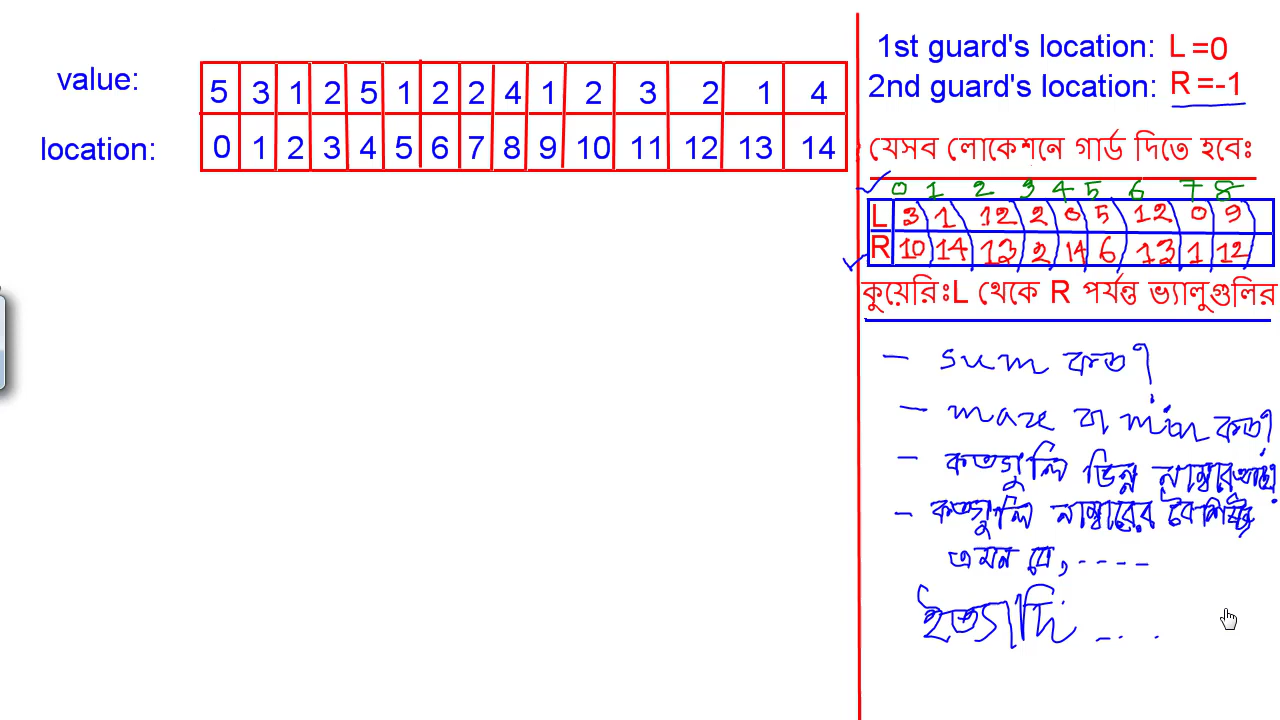 value: 5 3 1 2 5 1 2 2 4 1 2 3 2 1 4
location: 0 1 2 3 4 5 6 7 8 9 10 11 12 13 14
1st guard's location: L =0
2nd guard's location: R =-1
যেসব লোকেশনে গার্ড দিতে হবেঃ
0 1 2 3 4 5 6 7 8
L 3 1 12 2 0 5 12 0 9
R 10 14 13 2 14 6 13 1 12
কুয়েরিঃL থেকে R পর্যন্ত ভ্যালুগুলির
- sum কত?
- max বা min কত?
- কতগুলি ভিন্ন নাম্বার আছে?
- কতগুলি নাম্বারের বৈশিষ্ট্য
এমন যে, ----
ইত্যাদি ....